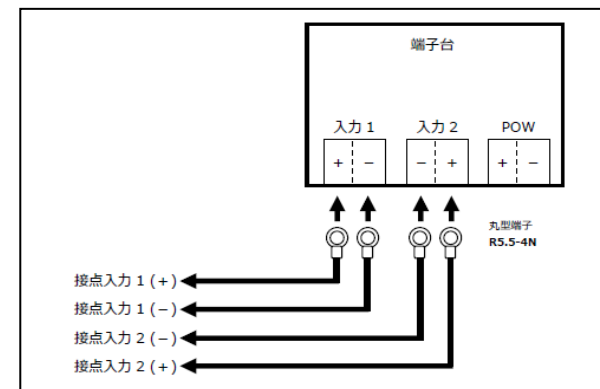 端子台
入力 1 入力 2 POW
+ − − + + −
丸型端子
R5.5-4N
接点入力 1 (+)
接点入力 1 (−)
接点入力 2 (−)
接点入力 2 (+)